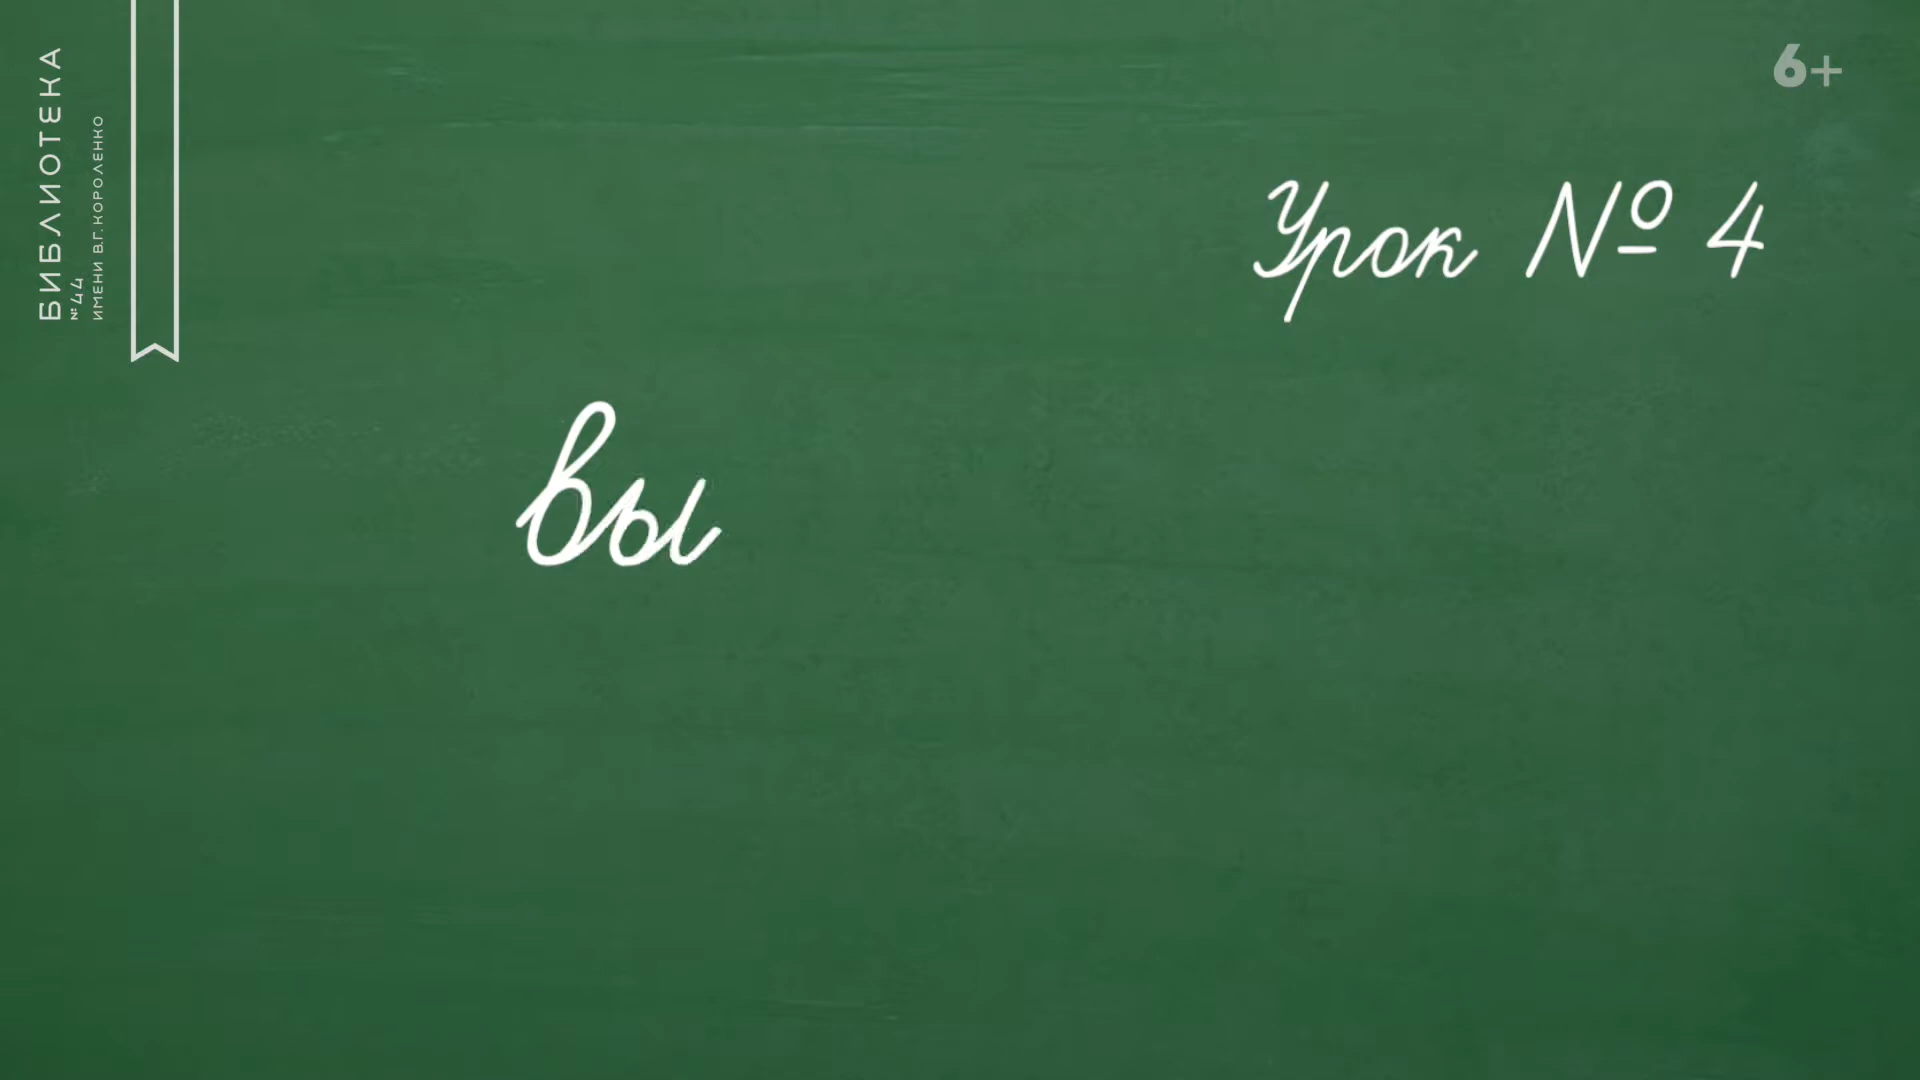 БИБЛИОТЕКА
№44
ИМЕНИ В.Г. КОРОЛЕНКО
6+
Урок № 4
вы